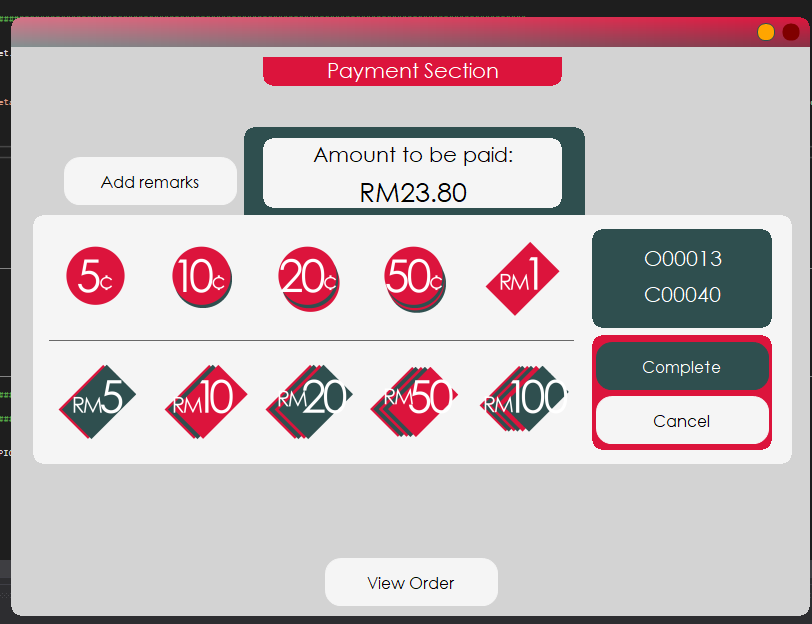 Payment Section
Amount to be paid:
RM23.80
Add remarks
5¢
10¢
20¢
50¢
RM1
O00013
C00040
RM5
RM10
RM20
RM50
RM100
Complete
Cancel
View Order